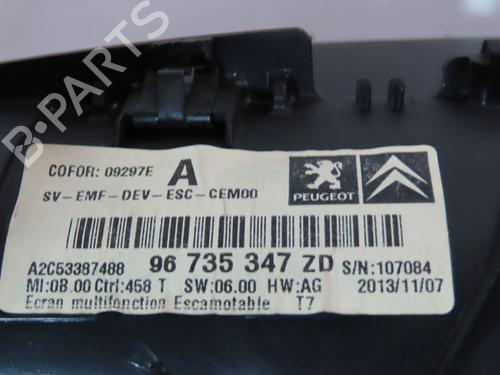 B-PARTS
COFOR: 09297E A
SV-EMF-DEV-ESC-CEM00
PEUGEOT
A2C53387488 96 735 347 ZD S/N:107084
MI:0B.00 Ctrl:458 T SW:06.00 HW:AG 2013/11/07
Ecran multifonction Escamotable T7